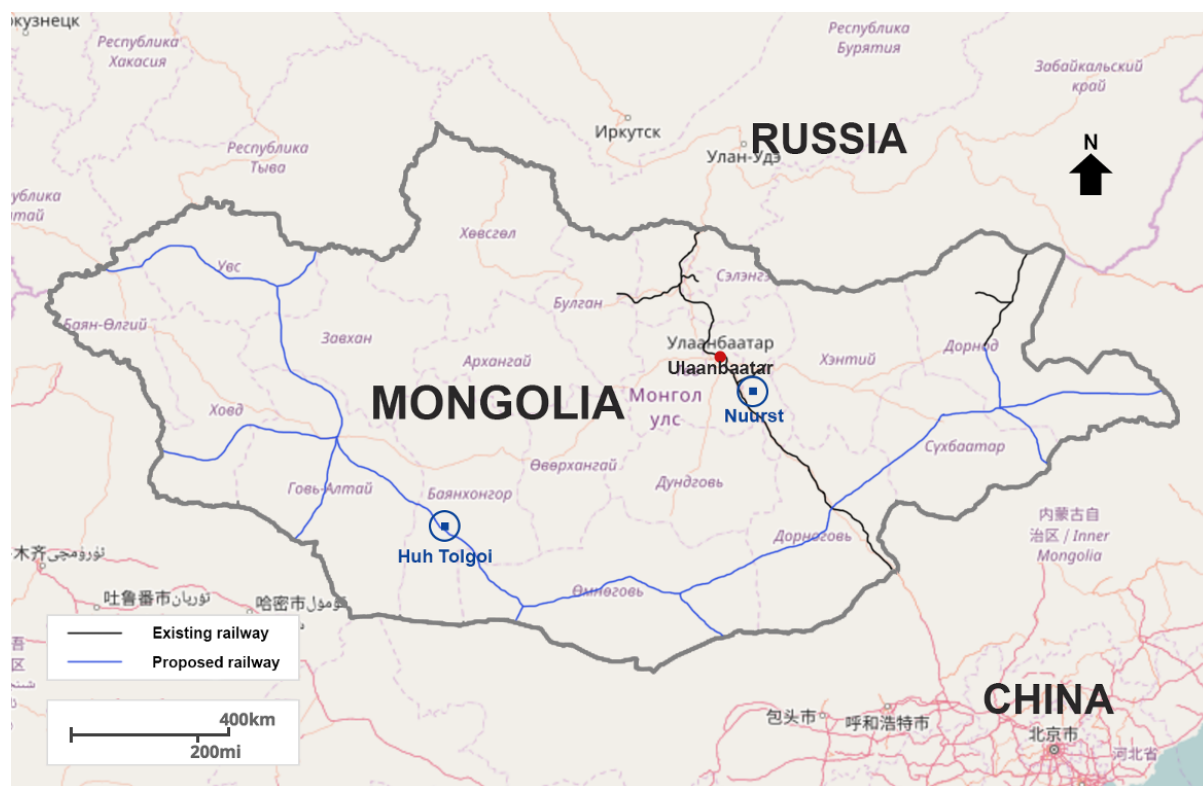 окузнецк
Республика
Хакасия
Республика
Бурятия
Забайкальский
край
Иркутск
RUSSIA
Улан-Удэ
N
Республика
Тыва
Хөвсгөл
Увс
Сэлэнгэ
Булган
Баян-Өлгий
Завхан
Архангай
Улаанбаатар
Ulaanbaatar
Хэнтий
Дорнод
MONGOLIA
Монгол
улс
Nuurst
Ховд
Сүхбаатар
Өвөрхангай
Говь-Алтай
Баянхонгор
Дундговь
Huh Tolgoi
Дорноговь
内蒙古自
治区 / Inner
Mongolia
Өмнөговь
木齐
吐鲁番市
哈密市
Existing railway
Proposed railway
CHINA
400km
200mi
包头市
呼和浩特市
北京市
河北省